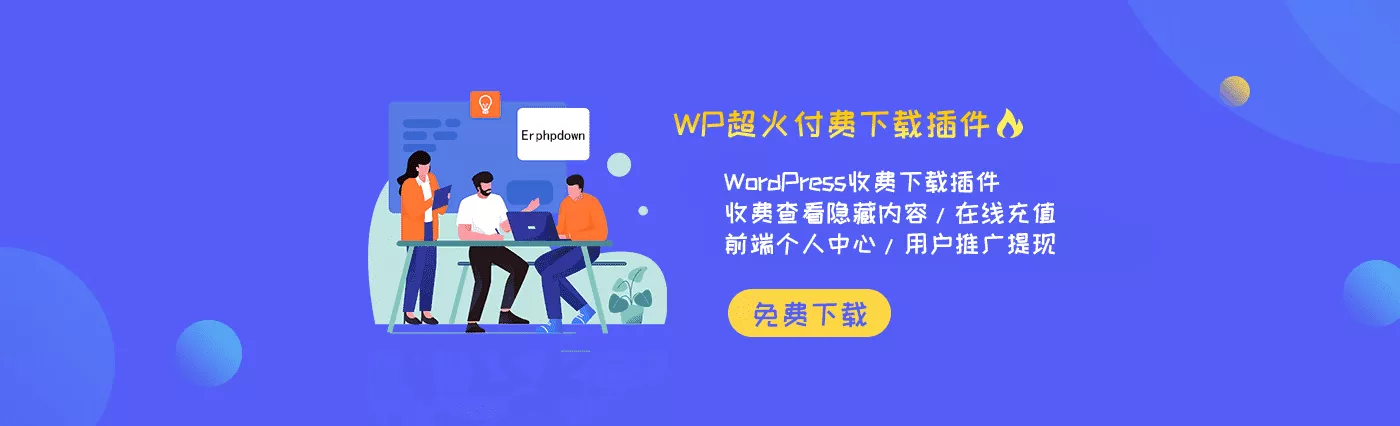 Erphpdown
WP超火付费下载插件
WordPress收费下载插件
收费查看隐藏内容 / 在线充值
前端个人中心 / 用户推广提现
免费下载